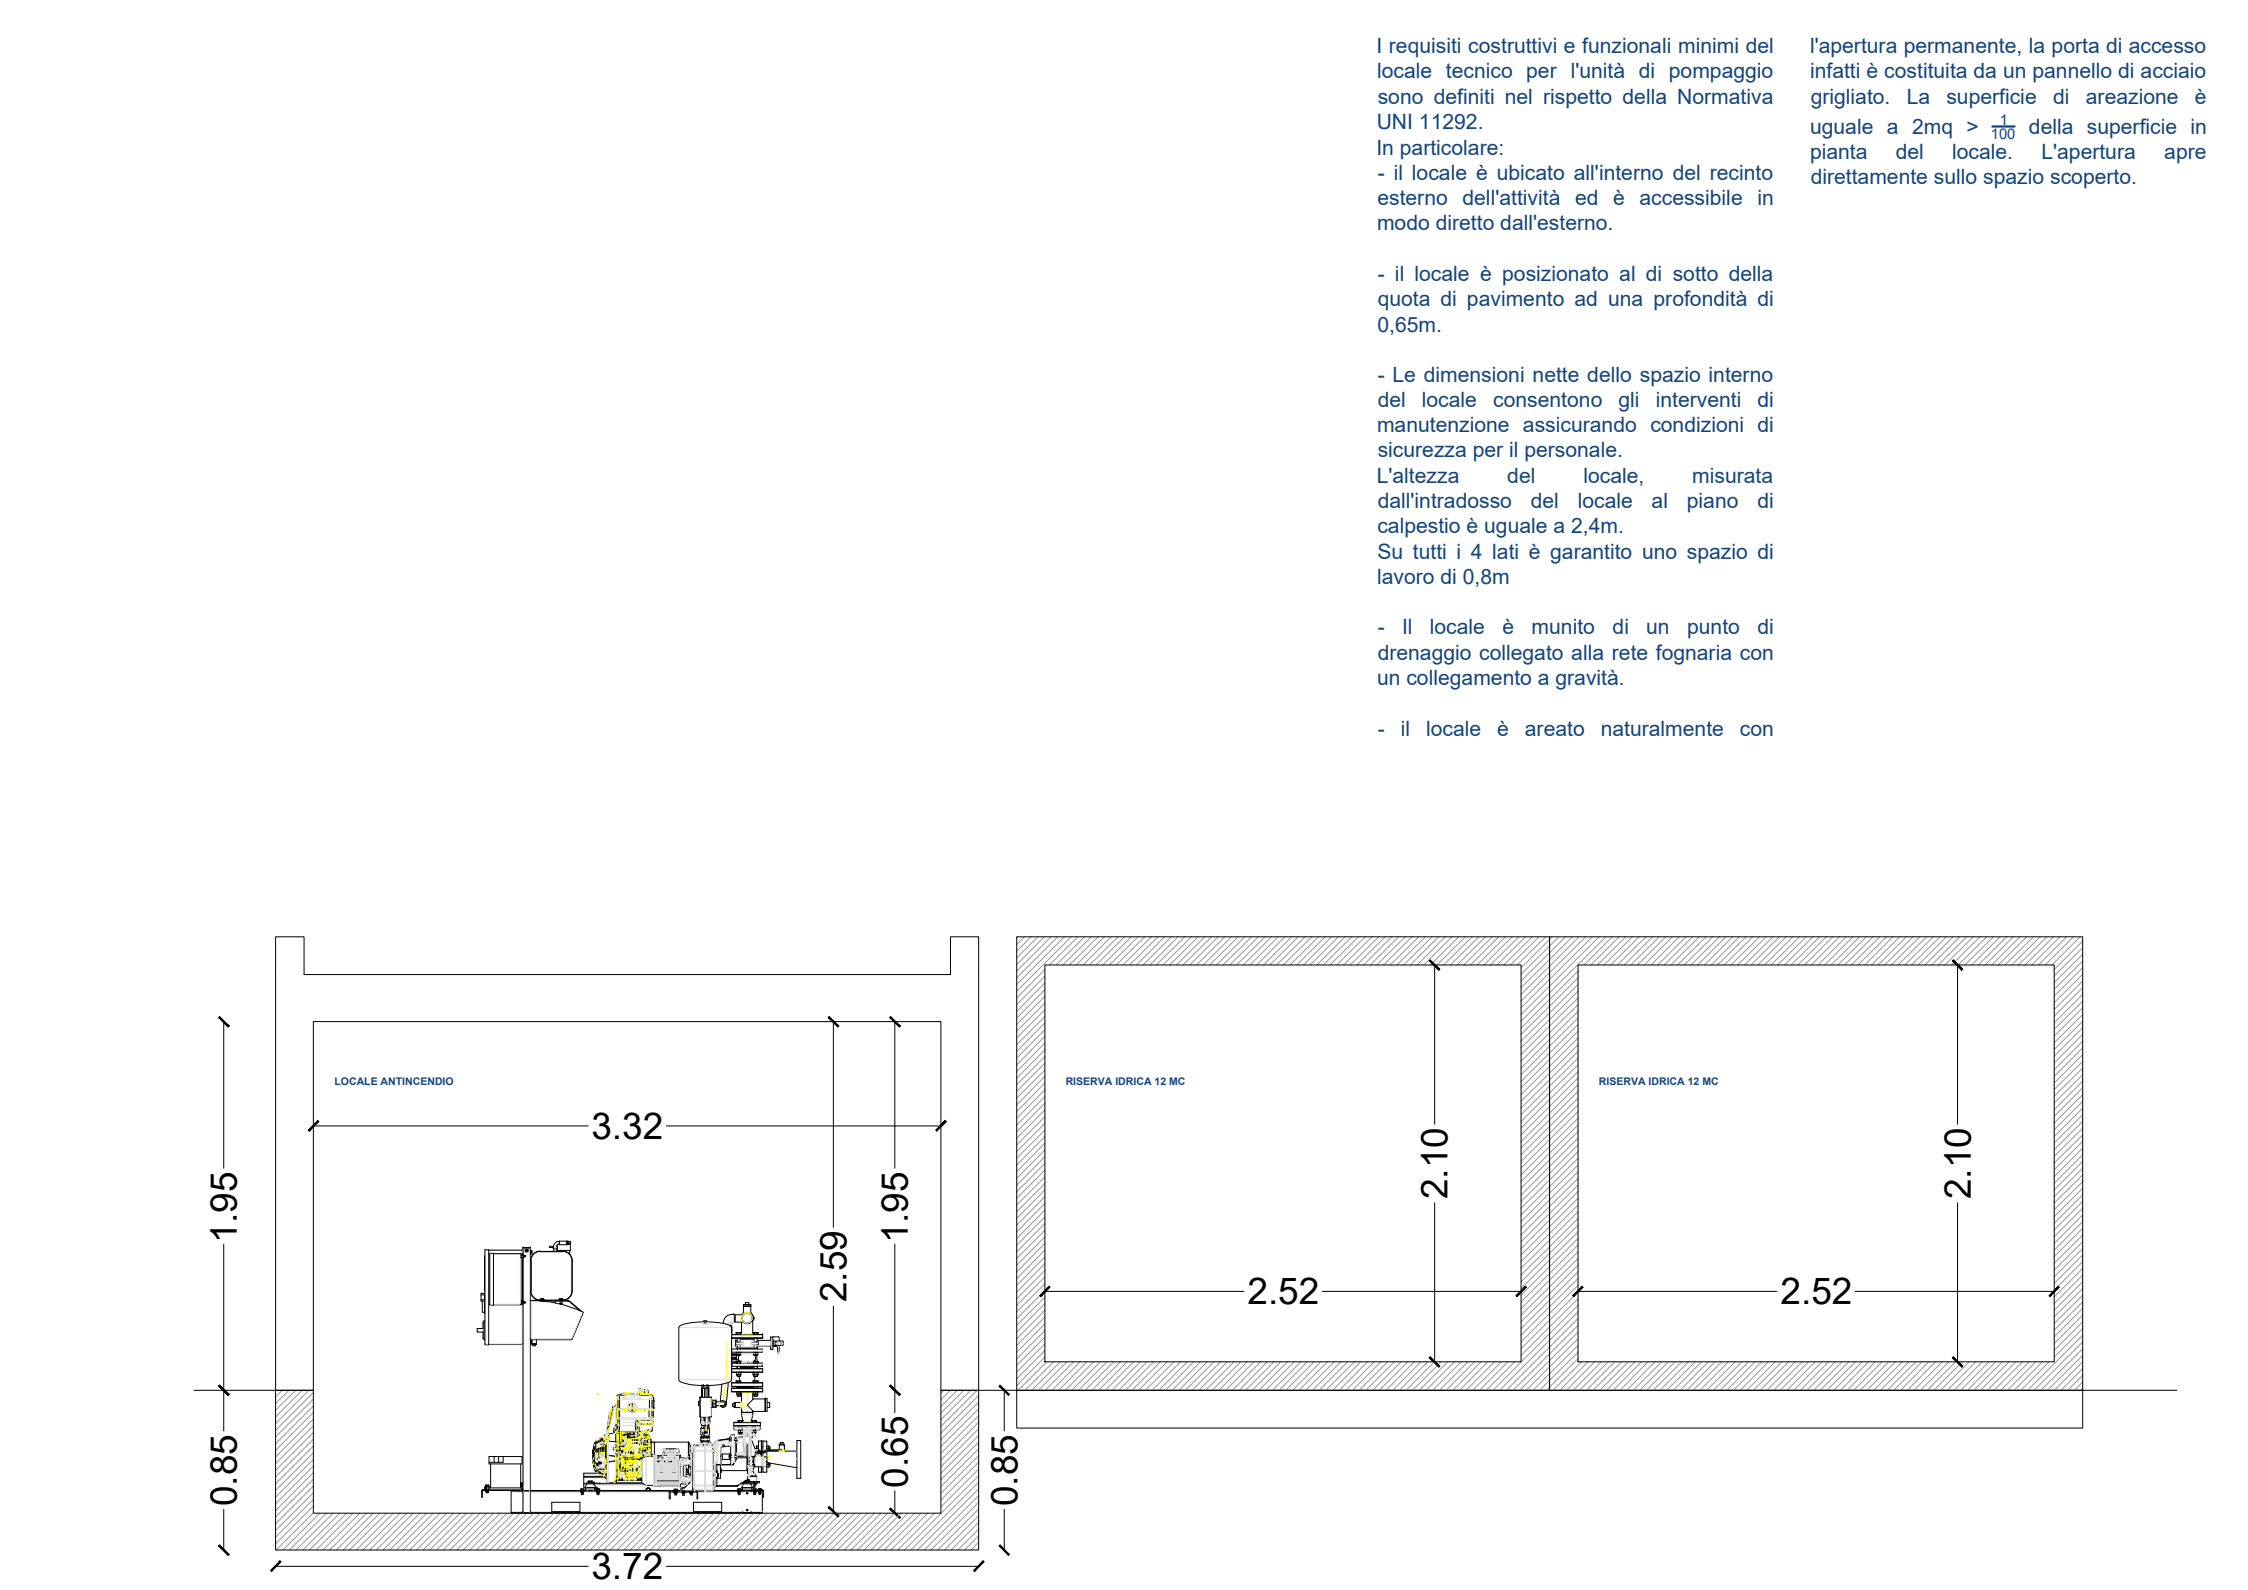 I requisiti costruttivi e funzionali minimi del
locale tecnico per l'unità di pompaggio
sono definiti nel rispetto della Normativa
UNI 11292.
In particolare:
- il locale è ubicato all'interno del recinto
esterno dell'attività ed è accessibile in
modo diretto dall'esterno.
- il locale è posizionato al di sotto della
quota di pavimento ad una profondità di
0,65m.
- Le dimensioni nette dello spazio interno
del locale consentono gli interventi di
manutenzione assicurando condizioni di
sicurezza per il personale.
L'altezza del locale, misurata
dall'intradosso del locale al piano di
calpestio è uguale a 2,4m.
Su tutti i 4 lati è garantito uno spazio di
lavoro di 0,8m
- Il locale è munito di un punto di
drenaggio collegato alla rete fognaria con
un collegamento a gravità.
- il locale è areato naturalmente con
l'apertura permanente, la porta di accesso
infatti è costituita da un pannello di acciaio
grigliato. La superficie di areazione è
uguale a 2mq > 1/100 della superficie in
pianta del locale. L'apertura apre
direttamente sullo spazio scoperto.
LOCALE ANTINCENDIO
3.32
1.95
2.59
1.95
0.85
0.65
0.85
3.72
RISERVA IDRICA 12 MC
2.10
2.52
RISERVA IDRICA 12 MC
2.10
2.52